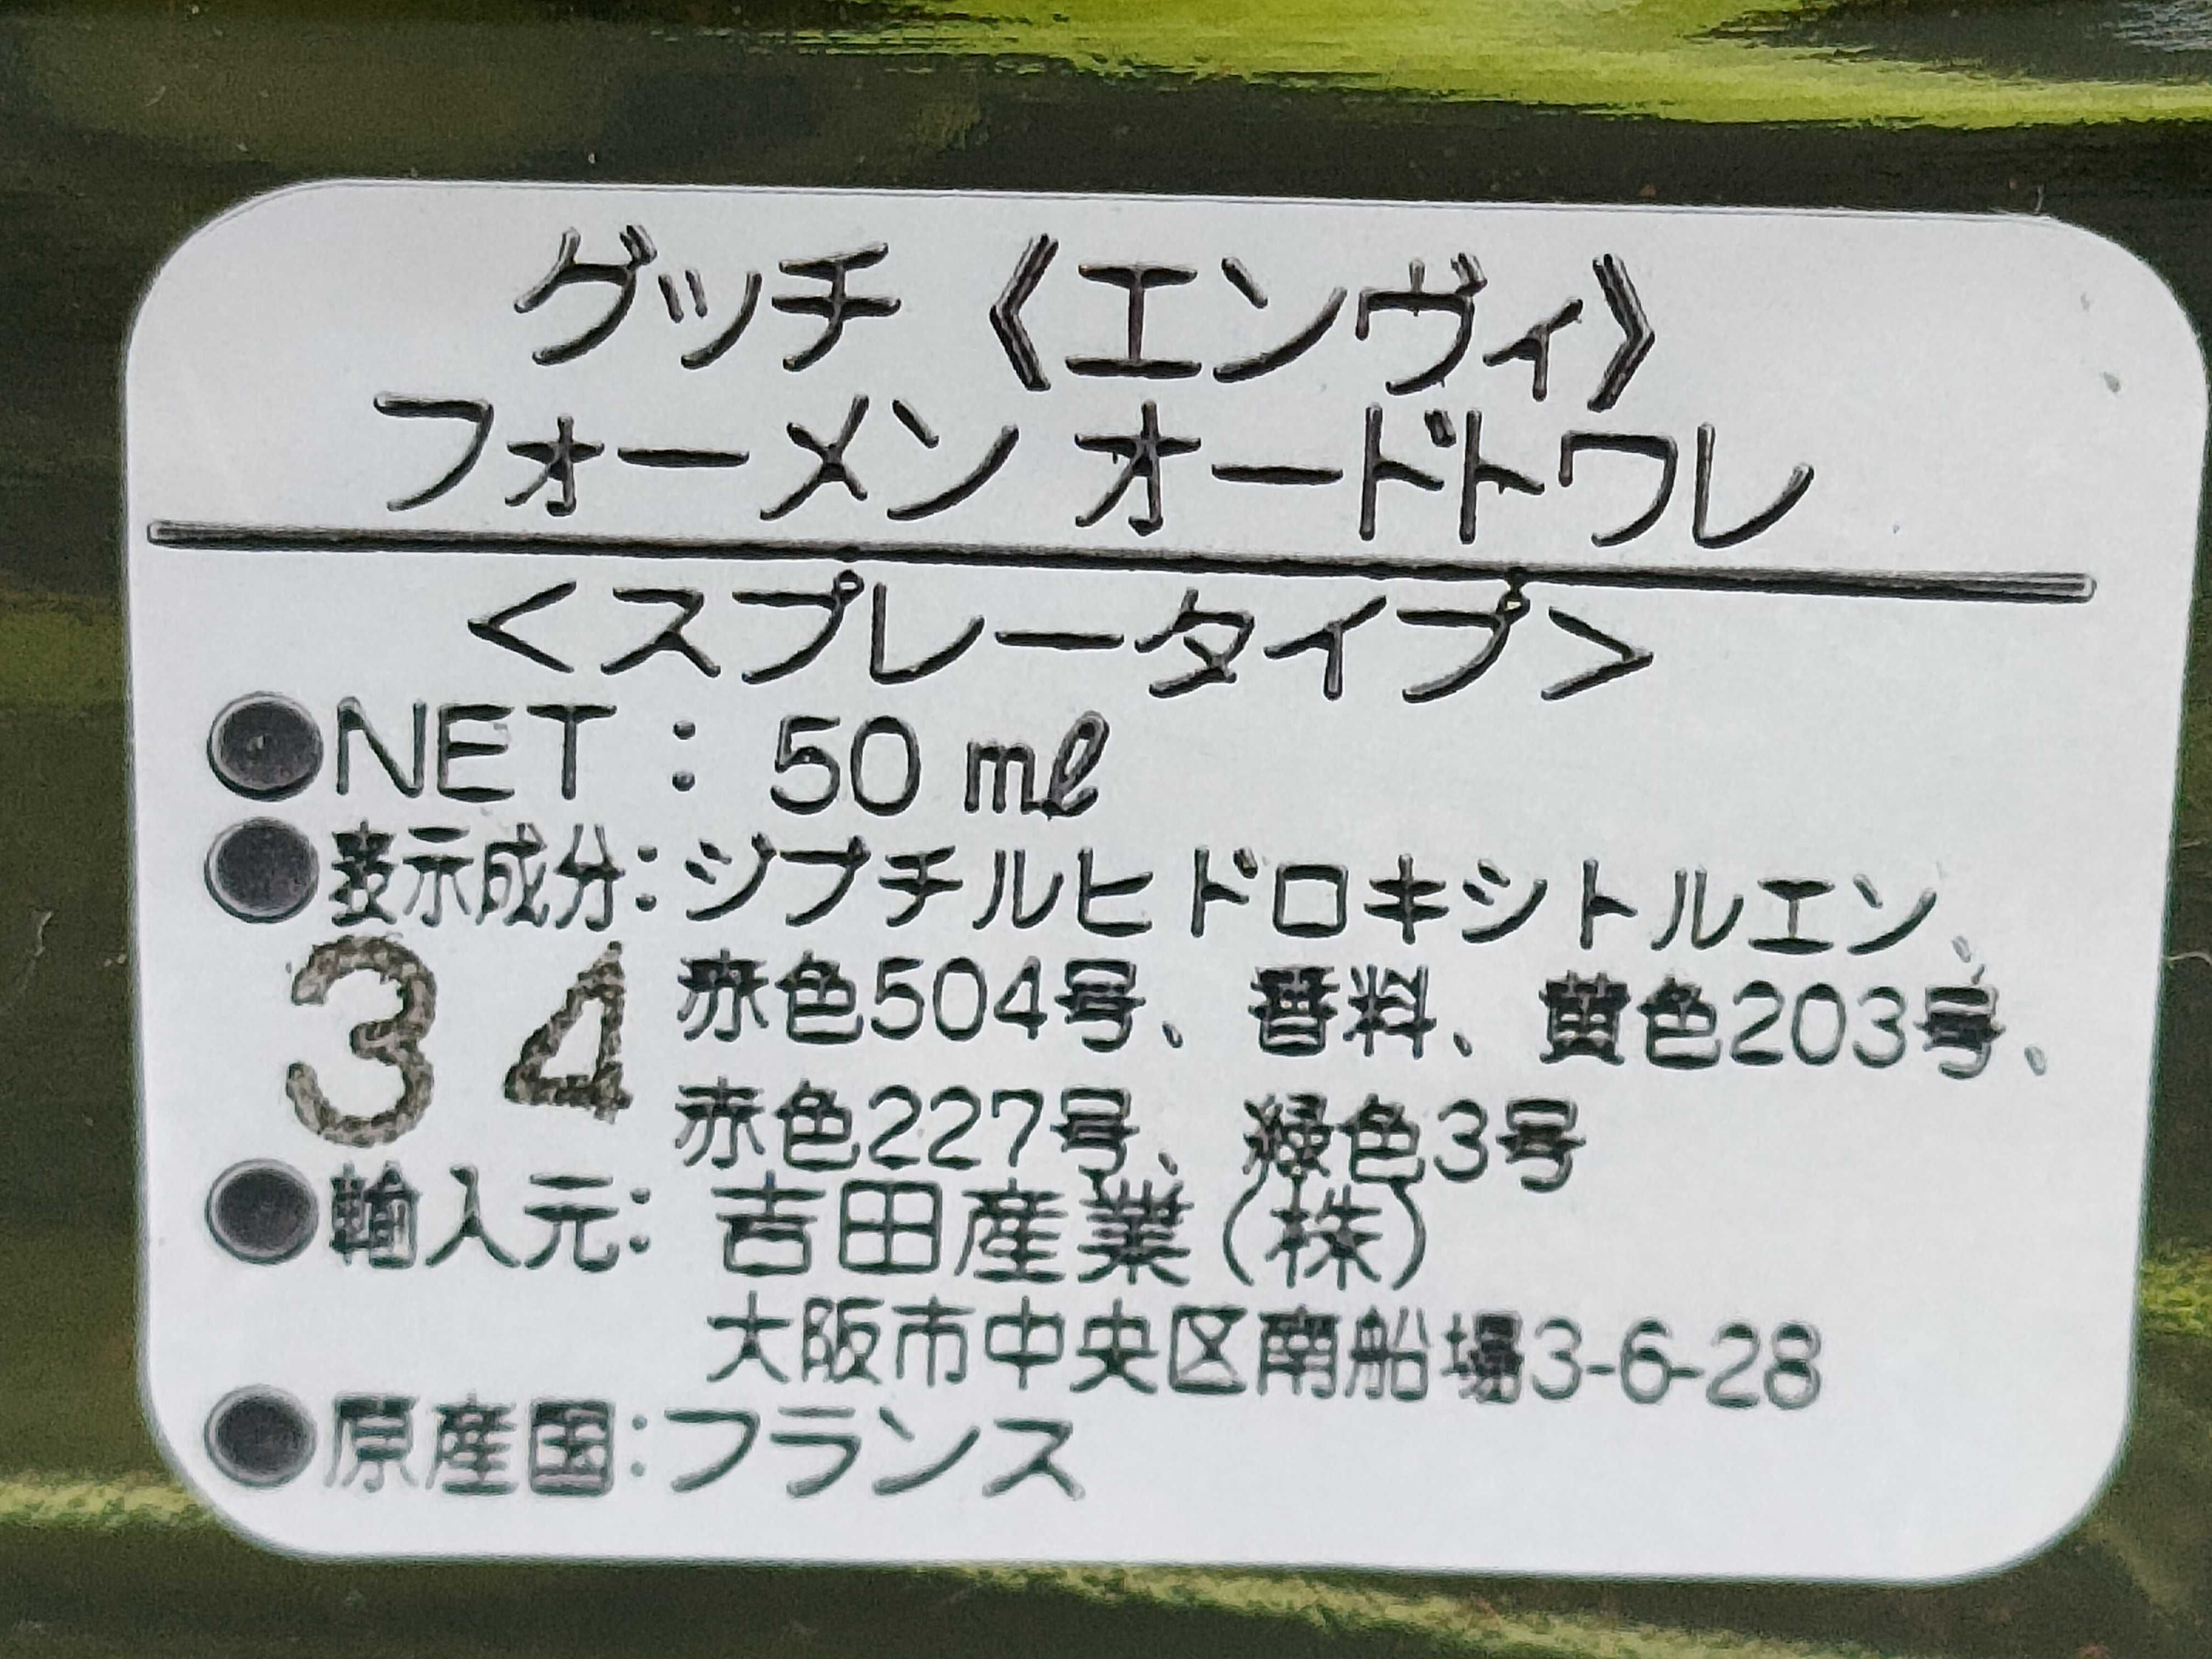 グッチ《エンヴィ》
フォーメン オードトワレ
<スプレータイプ>
●NET : 50 ml
●表示成分:ジブチルヒドロキシトルエン、
34 赤色504号、香料、黄色203号、
赤色227号、緑色3号
●輸入元: 吉田産業(株)
大阪市中央区南船場3-6-28
●原産国:フランス